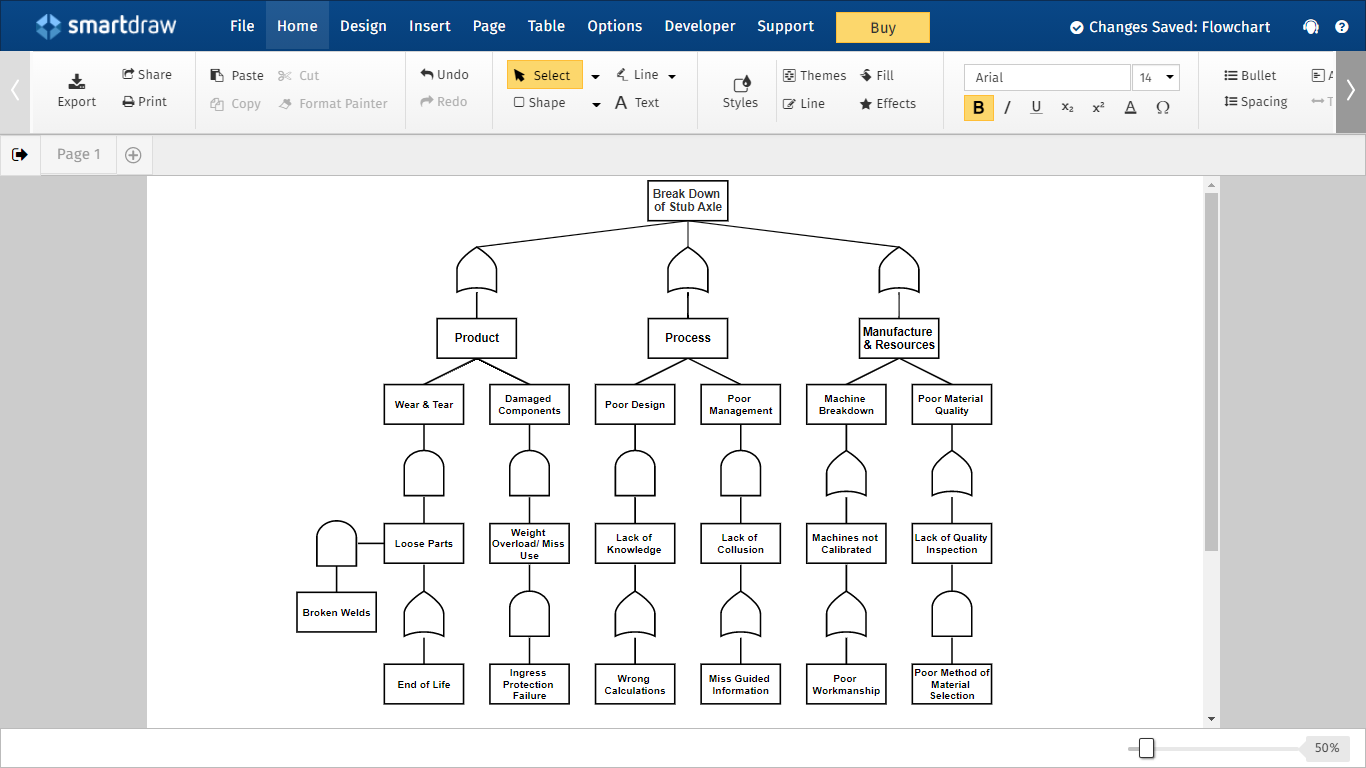 smartdraw
File Home Design Insert Page Table Options Developer Support Buy
Changes Saved: Flowchart
Export
Share
Print
Paste
Cut
Copy
Format Painter
Undo
Redo
Select
Line
Shape
Text
Styles
Themes
Fill
Line
Effects
Arial
14
B I U x₂ x² A Ω
Bullet
Spacing
Page 1
Break Down
of Stub Axle
Product
Process
Manufacture
& Resources
Wear & Tear
Damaged
Components
Poor Design
Poor
Management
Machine
Breakdown
Poor Material
Quality
Loose Parts
Weight
Overload/ Miss
Use
Lack of
Knowledge
Lack of
Collusion
Machines not
Calibrated
Lack of Quality
Inspection
Broken Welds
End of Life
Ingress
Protection
Failure
Wrong
Calculations
Miss Guided
Information
Poor
Workmanship
Poor Method of
Material
Selection
50%